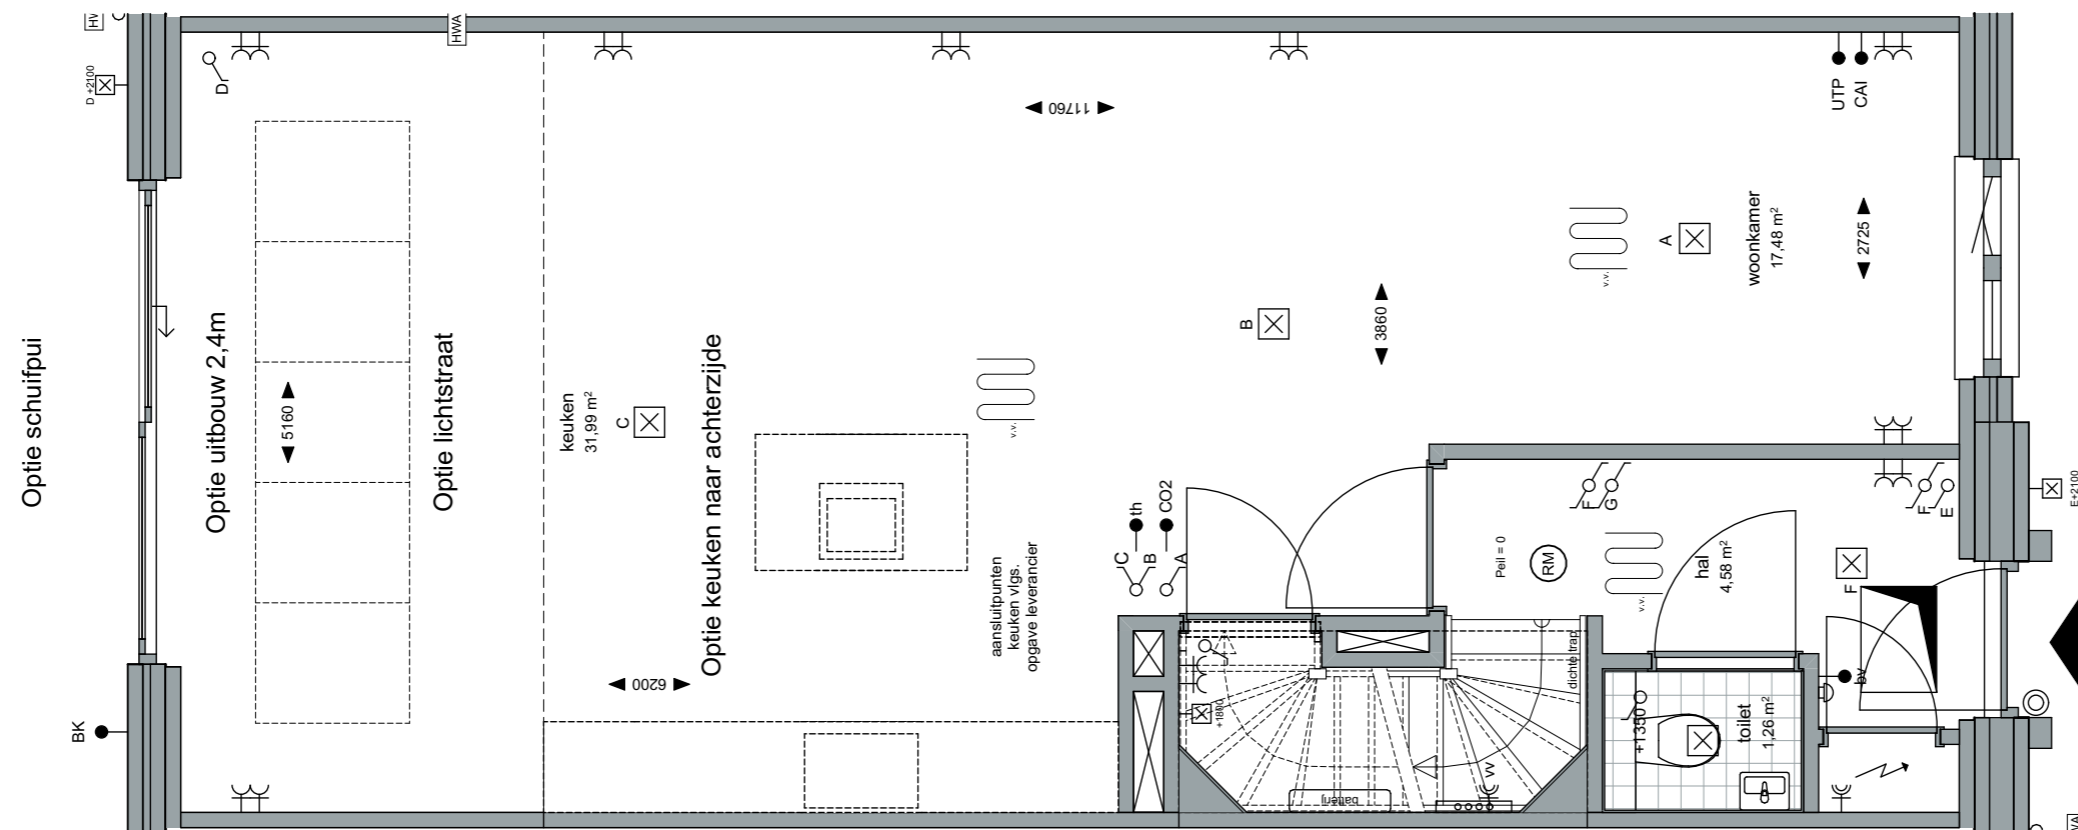 HWA
D +2100
D
UTP
CAI
11760
Optie schuifpui
Optie uitbouw 2,4m
5160
Optie lichtstraat
keuken
31,99 m²
C
Optie keuken naar achterzijde
v.v.
B
3860
v.v.
A
woonkamer
17,48 m²
2725
aansluitpunten
keuken vlgs.
opgave leverancier
6200
C
B
th
A
CO2
F
G
Peil = 0
RM
v.v.
hal
4,58 m²
F
E
F
E+2100
BK
+1800
dichte trap
batterij
VV
+1350
toilet
1,26 m²
bv